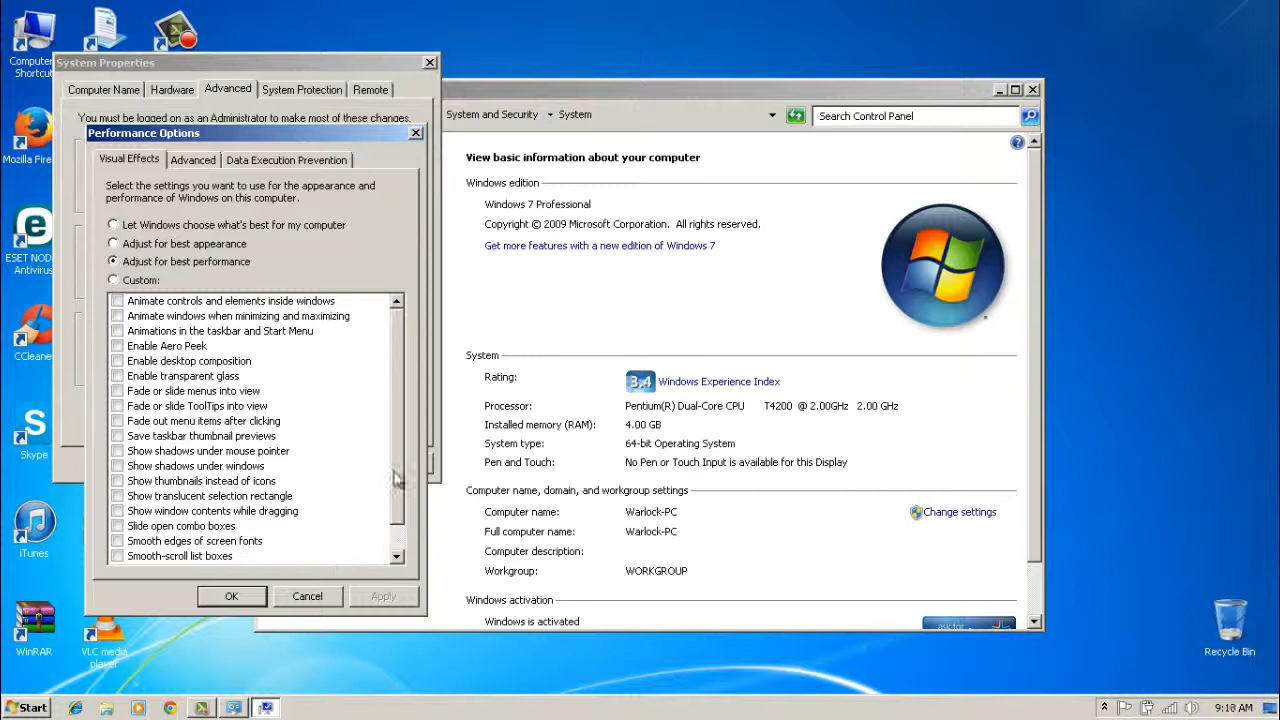 Computer
Shortcut
Mozilla Fire
ESET NOD
Antivirus
CCleane
Skype
iTunes
WinRAR
VLC media
player
Recycle Bin
System Properties
Computer Name
Hardware
Advanced
System Protection
Remote
You must be logged on as an Administrator to make most of these changes.
Performance Options
Visual Effects
Advanced
Data Execution Prevention
Select the settings you want to use for the appearance and
performance of Windows on this computer.
Let Windows choose what's best for my computer
Adjust for best appearance
Adjust for best performance
Custom:
Animate controls and elements inside windows
Animate windows when minimizing and maximizing
Animations in the taskbar and Start Menu
Enable Aero Peek
Enable desktop composition
Enable transparent glass
Fade or slide menus into view
Fade or slide ToolTips into view
Fade out menu items after clicking
Save taskbar thumbnail previews
Show shadows under mouse pointer
Show shadows under windows
Show thumbnails instead of icons
Show translucent selection rectangle
Show window contents while dragging
Slide open combo boxes
Smooth edges of screen fonts
Smooth-scroll list boxes
OK
Cancel
Apply
System and Security
System
Search Control Panel
View basic information about your computer
Windows edition
Windows 7 Professional
Copyright © 2009 Microsoft Corporation. All rights reserved.
Get more features with a new edition of Windows 7
System
Rating: 3.4 Windows Experience Index
Processor: Pentium(R) Dual-Core CPU T4200 @ 2.00GHz 2.00 GHz
Installed memory (RAM): 4.00 GB
System type: 64-bit Operating System
Pen and Touch: No Pen or Touch Input is available for this Display
Computer name, domain, and workgroup settings
Computer name: Warlock-PC
Change settings
Full computer name: Warlock-PC
Computer description:
Workgroup: WORKGROUP
Windows activation
Windows is activated
ask for
Start
9:18 AM